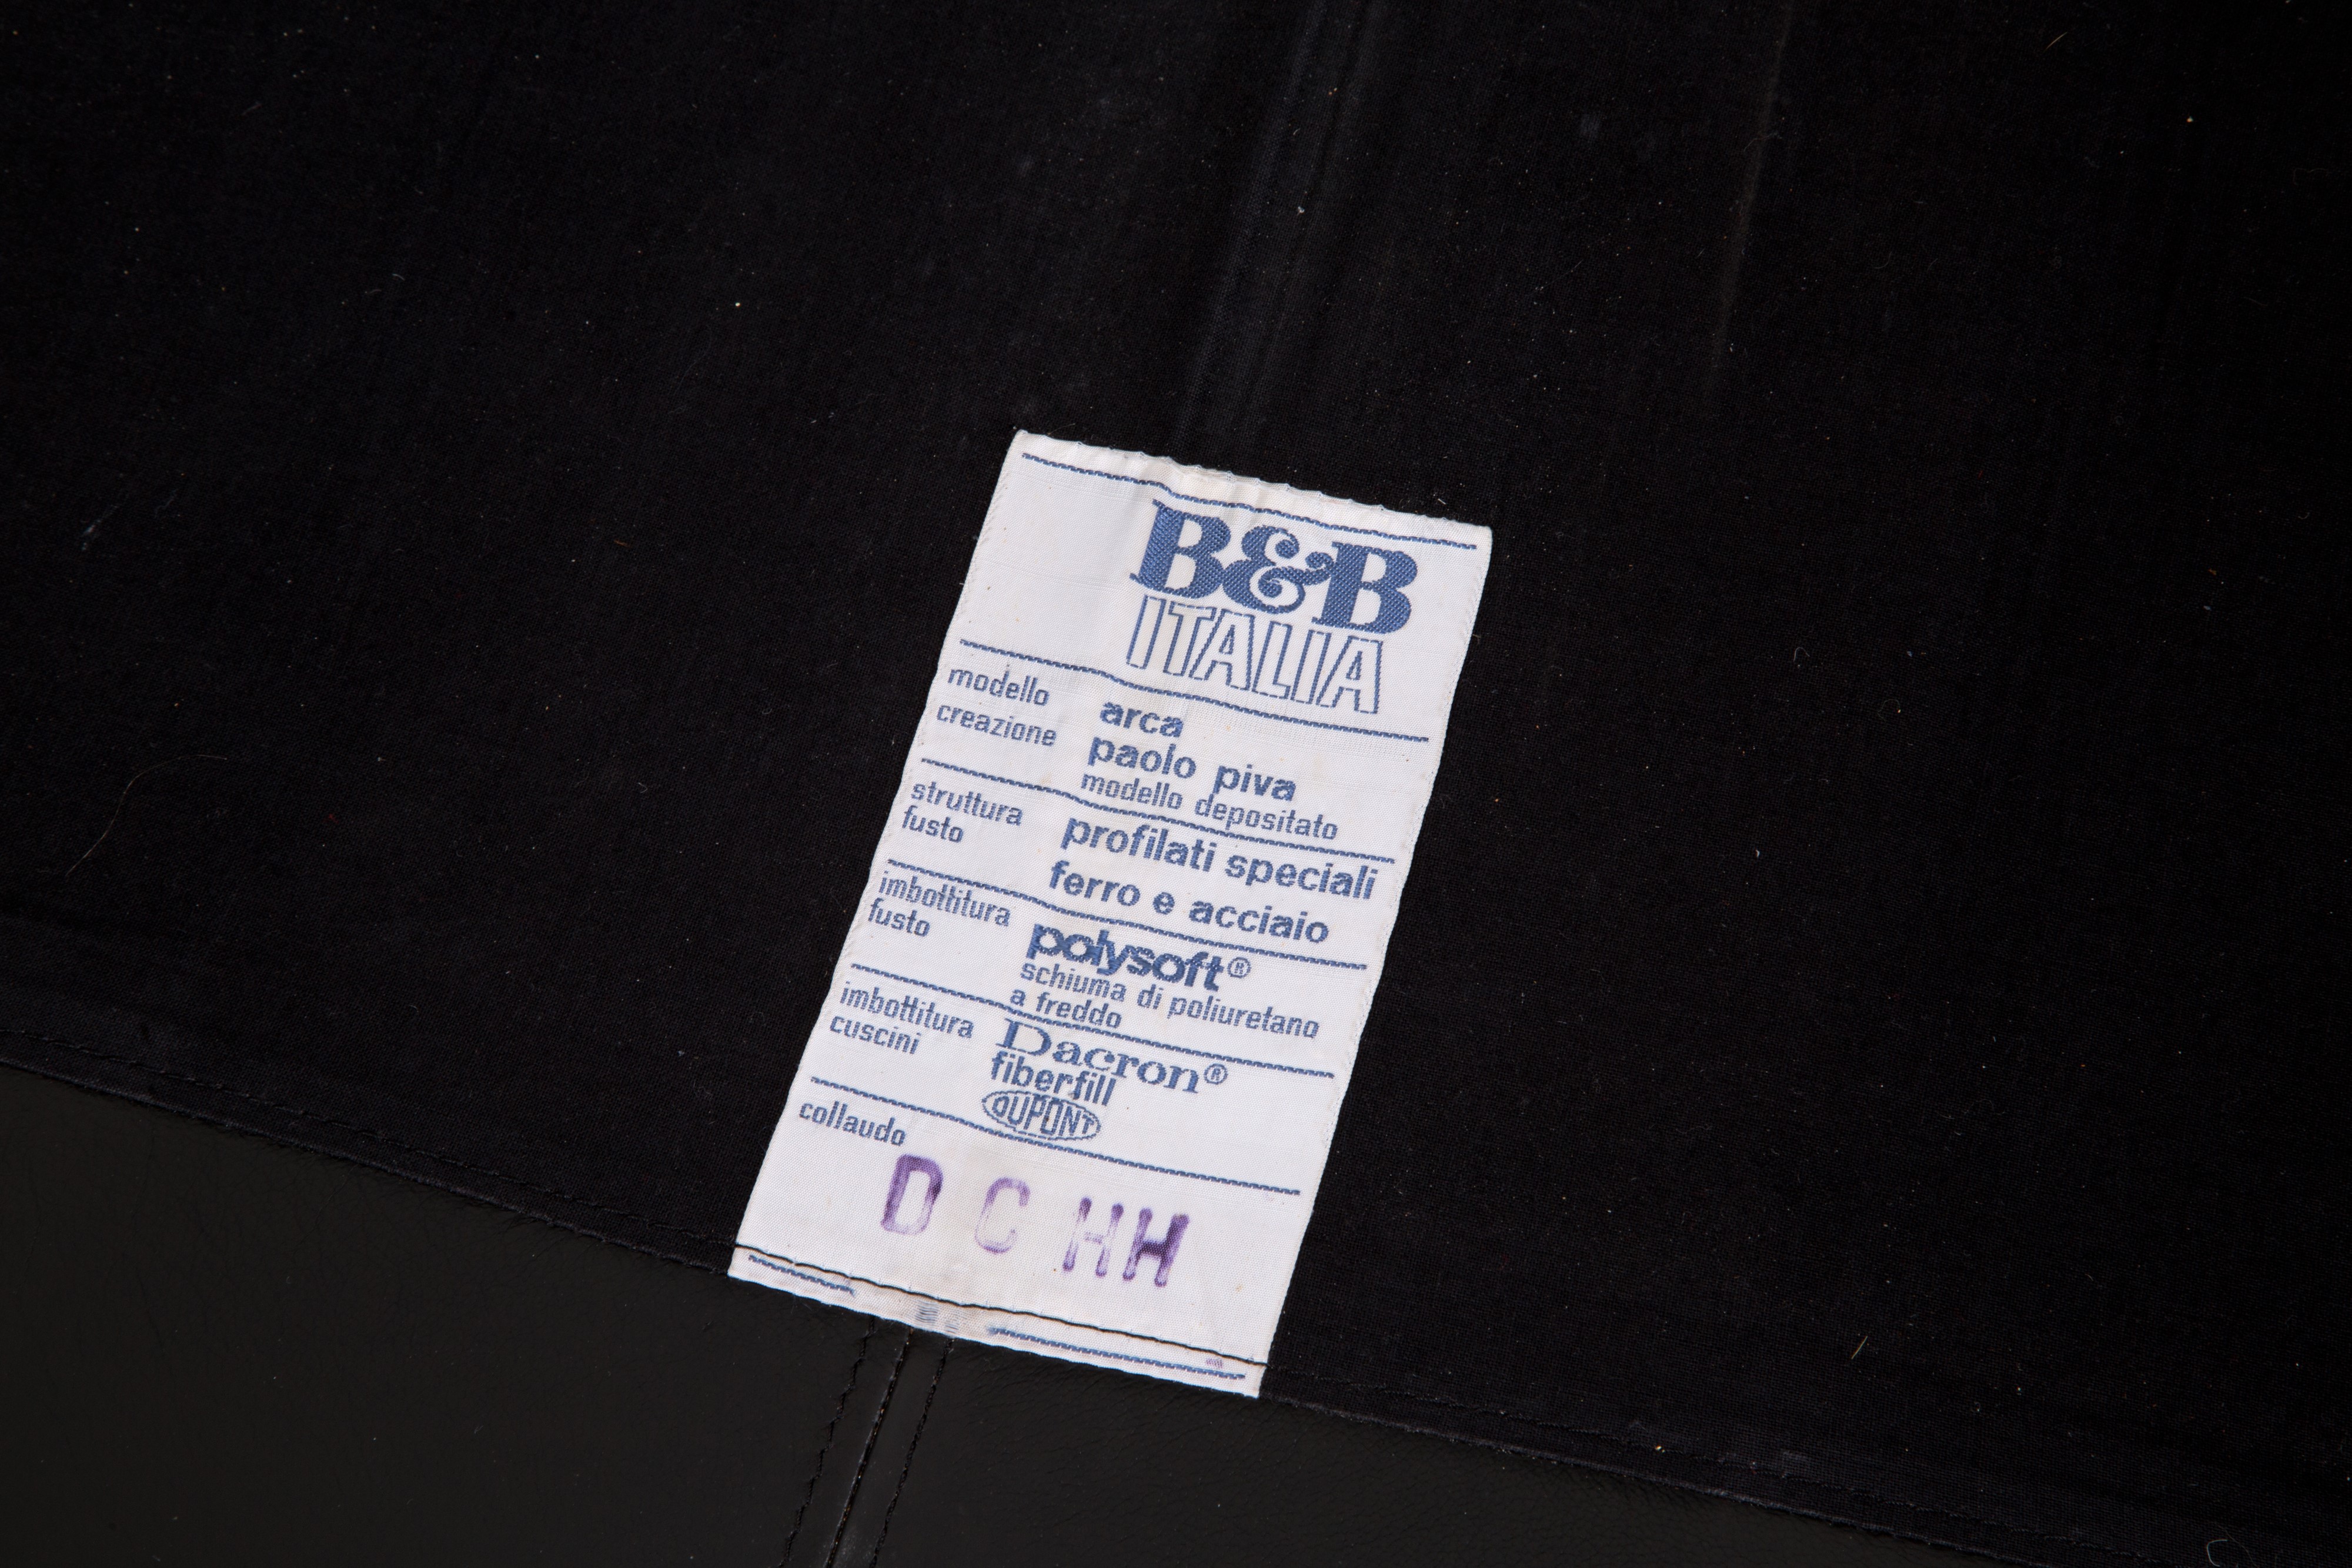 B&B
ITALIA
modello arca
creazione paolo piva
modello depositato
struttura profilati speciali
fusto ferro e acciaio
imbottitura polysoft®
fusto schiuma di poliuretano
a freddo
imbottitura Dacron®
cuscini fiberfill
DUPONT
collaudo
D C H H